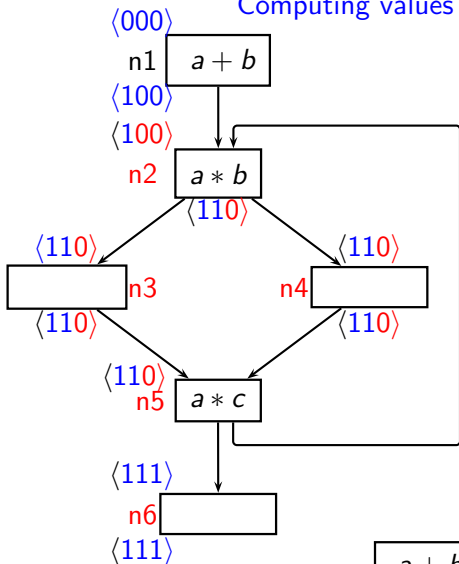 Computing values
⟨000⟩
n1 a + b
⟨100⟩
⟨100⟩
n2 a ∗ b
⟨110⟩
⟨110⟩ ⟨110⟩
n3 n4
⟨110⟩ ⟨110⟩
⟨110⟩
n5 a ∗ c
⟨111⟩
n6
⟨111⟩
a + b